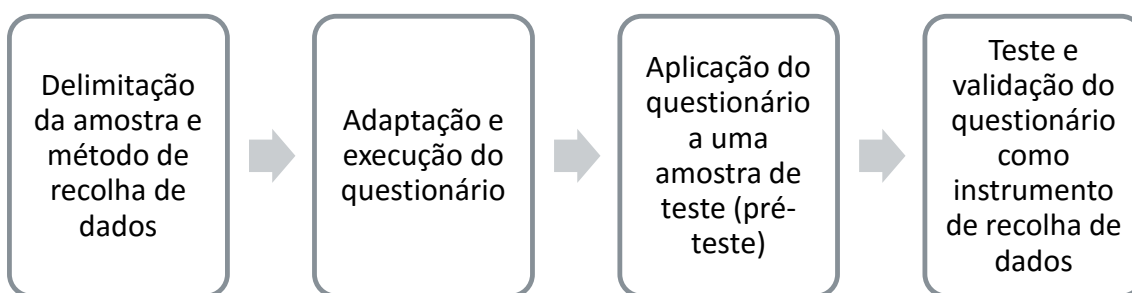 Delimitação
da amostra e
método de
recolha de
dados
Adaptação e
execução do
questionário
Aplicação do
questionário
a uma
amostra de
teste (pré-
teste)
Teste e
validação do
questionário
como
instrumento
de recolha de
dados